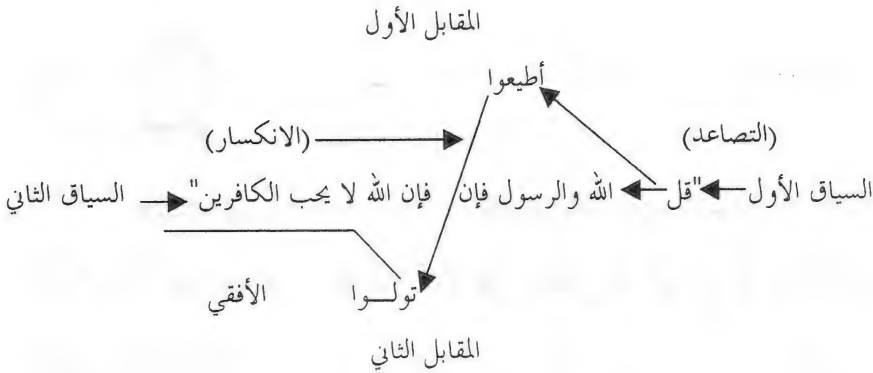 المقابل الأول
أطيعوا
(التصاعد) (الانكسار)
السياق الأول "قل الله والرسول فإن فإن الله لا يحب الكافرين" السياق الثاني
تولـوا الأفقي
المقابل الثاني